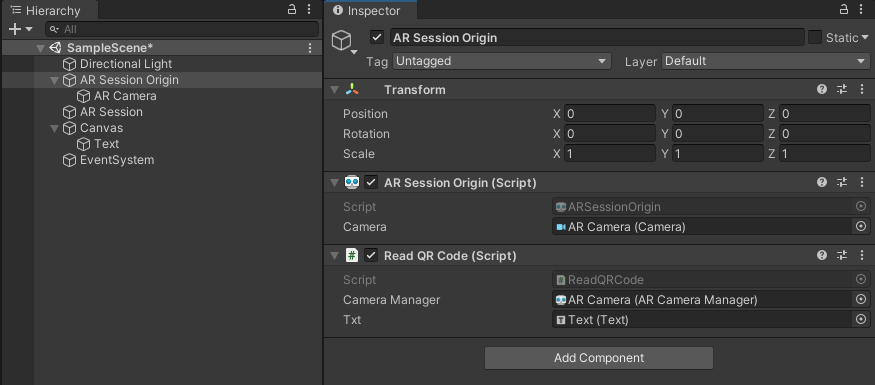 Hierarchy
All
SampleScene*
Directional Light
AR Session Origin
AR Camera
AR Session
Canvas
Text
EventSystem
Inspector
AR Session Origin
Static
Tag Untagged Layer Default
Transform
Position X 0 Y 0 Z 0
Rotation X 0 Y 0 Z 0
Scale X 1 Y 1 Z 1
AR Session Origin (Script)
Script ARSessionOrigin
Camera AR Camera (Camera)
# Read QR Code (Script)
Script # ReadQRCode
Camera Manager AR Camera (AR Camera Manager)
Txt T Text (Text)
Add Component